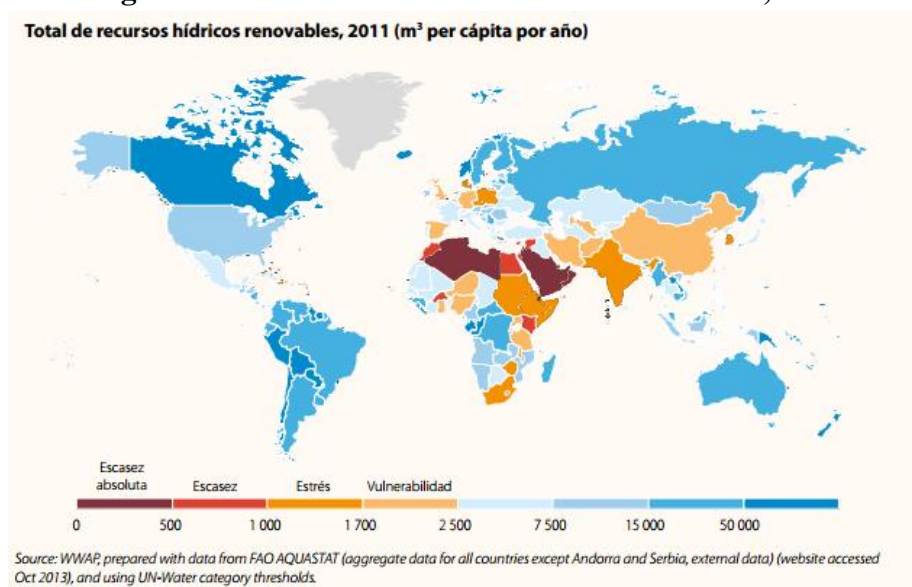 Total de recursos hídricos renovables, 2011 (m³ per cápita por año)
Escasez
absoluta
Escasez
Estrés
Vulnerabilidad
0 500 1 000 1 700 2 500 7 500 15 000 50 000
Source: WWAP, prepared with data from FAO AQUASTAT (aggregate data for all countries except Andorra and Serbia, external data) (website accessed
Oct 2013), and using UN-Water category thresholds.